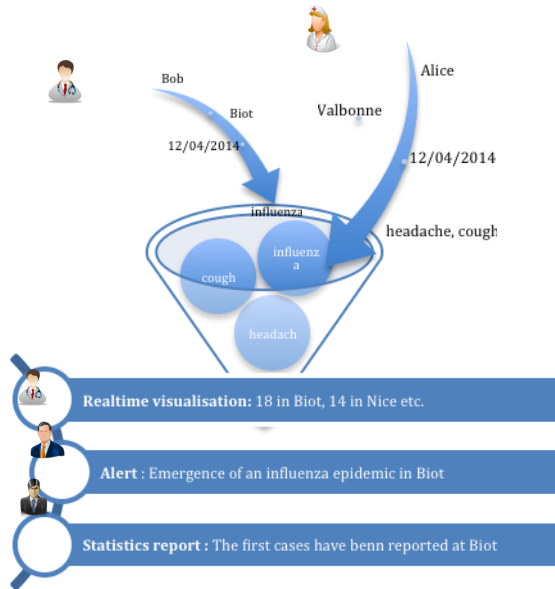 Bob
Biot
12/04/2014
influenza
Alice
Valbonne
12/04/2014
headache, cough
influenz
a
cough
headach
Realtime visualisation: 18 in Biot, 14 in Nice etc.
Alert : Emergence of an influenza epidemic in Biot
Statistics report : The first cases have benn reported at Biot